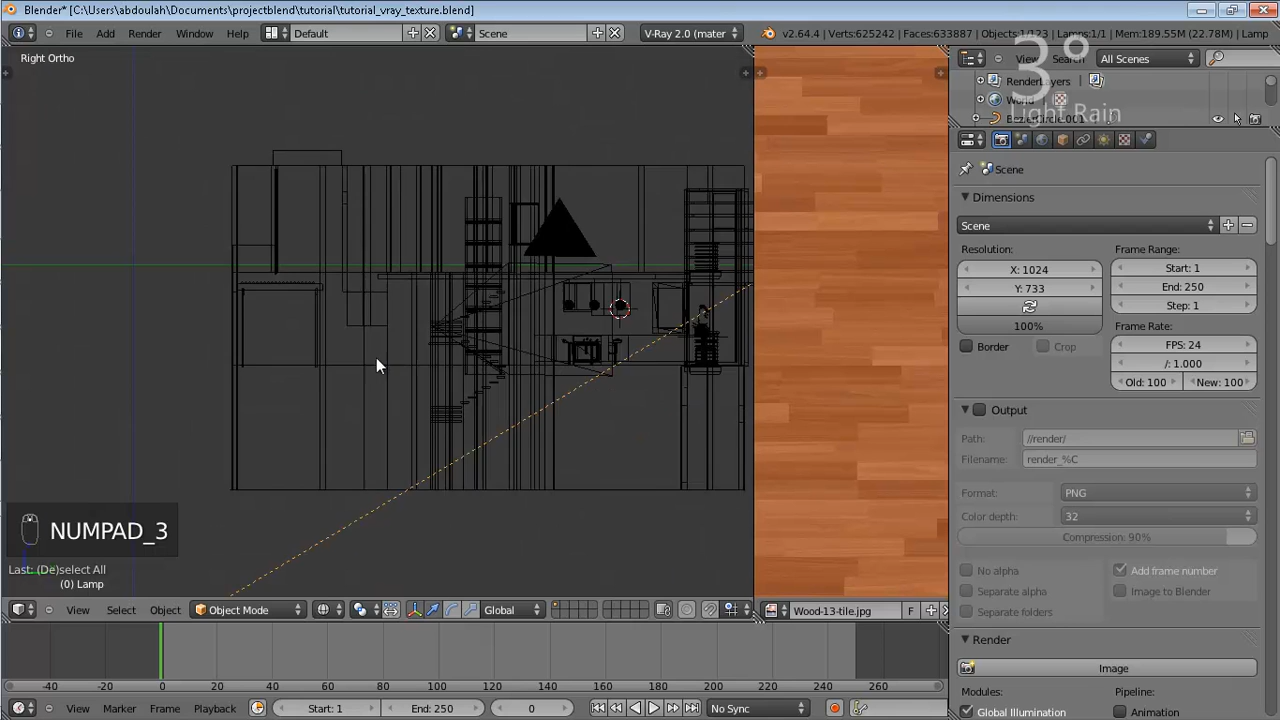 Blender* [C:\Users\abdoulah\Documents\projectblend\tutorial\tutorial_vray_texture.blend]
File Add Render Window Help Default Scene V-Ray 2.0 (mater v2.64.4 | Verts:625242 | Faces:633887 | Objects:1/123 | Lamps:1/1 | Mem:189.55M (22.78M) | Lamp
Right Ortho
View Search All Scenes
3°
Light Rain
RenderLayers
World
BezierCircle.001
Scene
Dimensions
Scene
Resolution: Frame Range:
X: 1024 Start: 1
Y: 733 End: 250
Step: 1
100% Frame Rate:
Border Crop FPS: 24
/: 1.000
Old: 100 New: 100
Output
Path: //render/
Filename: render_%C
Format: PNG
Color depth: 32
Compression: 90%
No alpha Add frame number
Separate alpha Image to Blender
Separate folders
Render
Image
Modules: Pipeline:
Global Illumination Animation
NUMPAD_3
Last: (De)select All
(0) Lamp
View Select Object Object Mode Global Wood-13-tile.jpg F
-40 -20 0 20 40 60 80 100 120 140 160 180 200 220 240 260
View Marker Frame Playback Start: 1 End: 250 0 No Sync